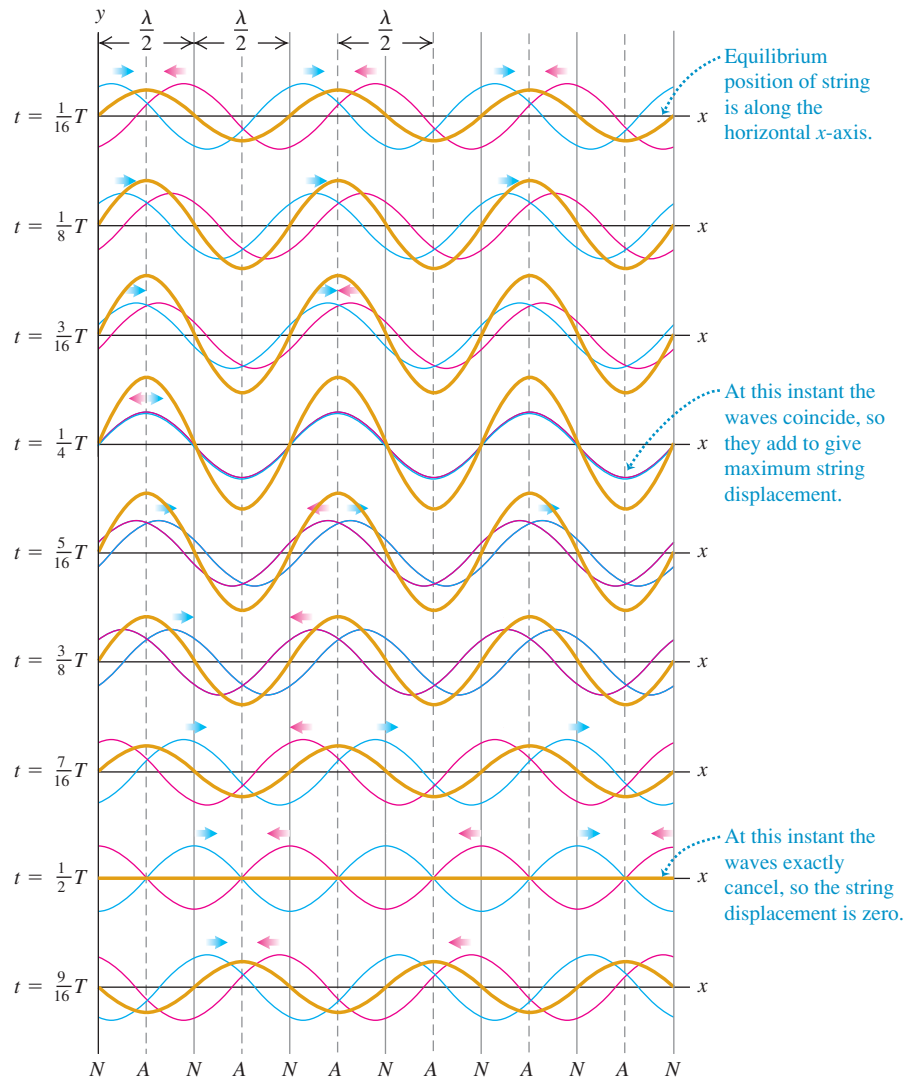 y
λ/2 λ/2 λ/2
Equilibrium
position of string
is along the
horizontal x-axis.
t = 1/16 T x
t = 1/8 T x
t = 3/16 T x
At this instant the
waves coincide, so
they add to give
maximum string
displacement.
t = 1/4 T x
t = 5/16 T x
t = 3/8 T x
t = 7/16 T x
At this instant the
waves exactly
cancel, so the string
displacement is zero.
t = 1/2 T x
t = 9/16 T x
N A N A N A N A N A N A N